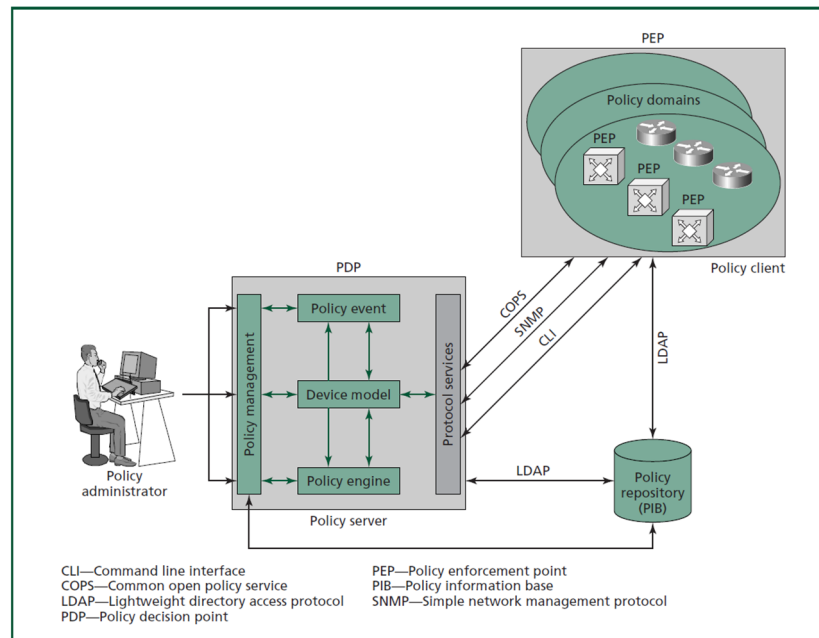 PEP
Policy domains
PEP
PEP
PEP
Policy client
PDP
COPS
SNMP
CLI
LDAP
Policy management
Policy event
Device model
Policy engine
Protocol services
Policy server
Policy
administrator
LDAP
Policy
repository
(PIB)
CLI—Command line interface
COPS—Common open policy service
LDAP—Lightweight directory access protocol
PDP—Policy decision point
PEP—Policy enforcement point
PIB—Policy information base
SNMP—Simple network management protocol